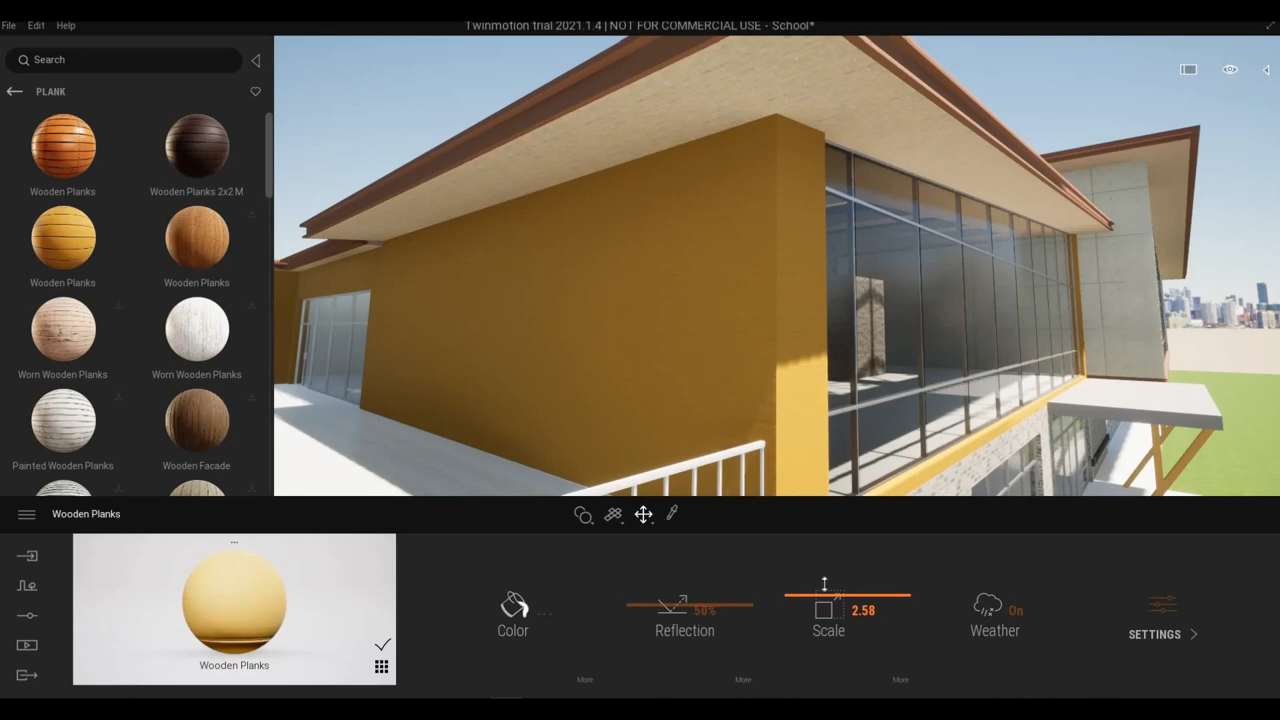 Twinmotion trial 2021.1.4 | NOT FOR COMMERCIAL USE - School*
File Edit Help
Search
PLANK
Wooden Planks
Wooden Planks 2x2 M
Wooden Planks
Wooden Planks
Worn Wooden Planks
Worn Wooden Planks
Painted Wooden Planks
Wooden Facade
Wooden Planks
...
Wooden Planks
...
50%
2.58
On
Color
Reflection
Scale
Weather
SETTINGS
More
More
More